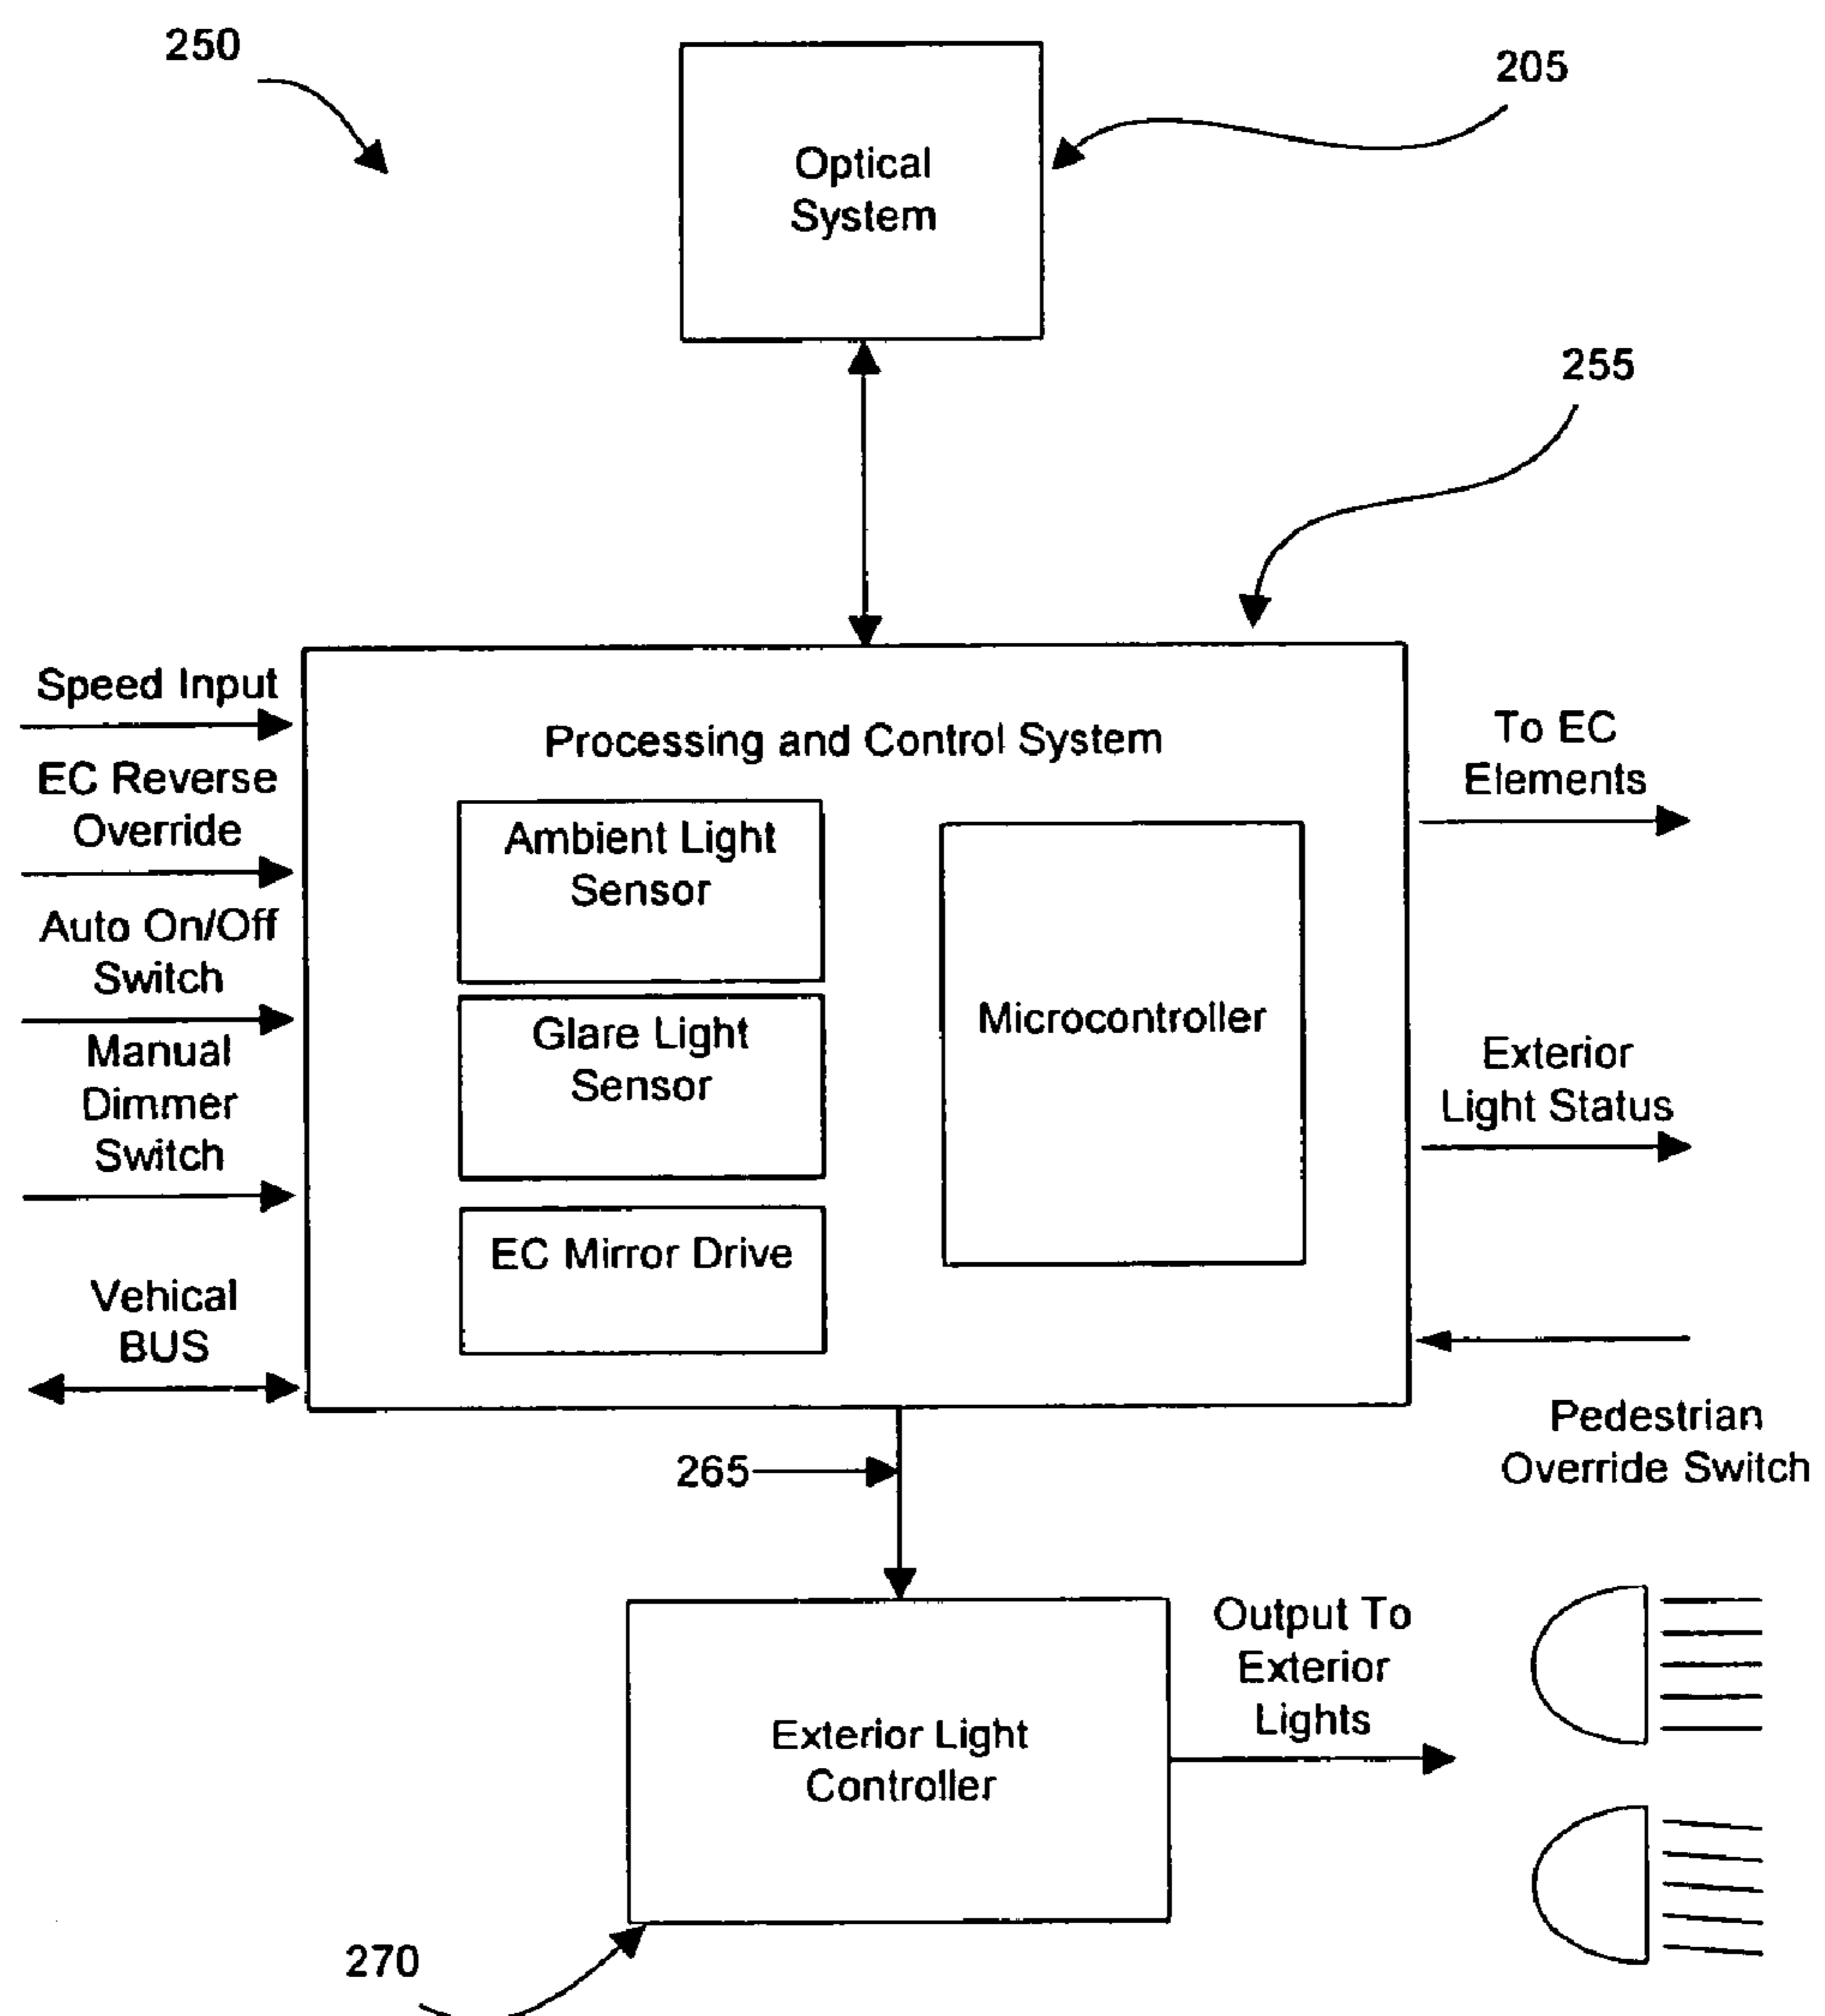 250
205
Optical
System
255
Speed Input
EC Reverse
Override
Auto On/Off
Switch
Manual
Dimmer
Switch
Vehical
BUS
Processing and Control System
Ambient Light
Sensor
Glare Light
Sensor
EC Mirror Drive
Microcontroller
To EC
Elements
Exterior
Light Status
Pedestrian
Override Switch
265
Exterior Light
Controller
Output To
Exterior
Lights
270